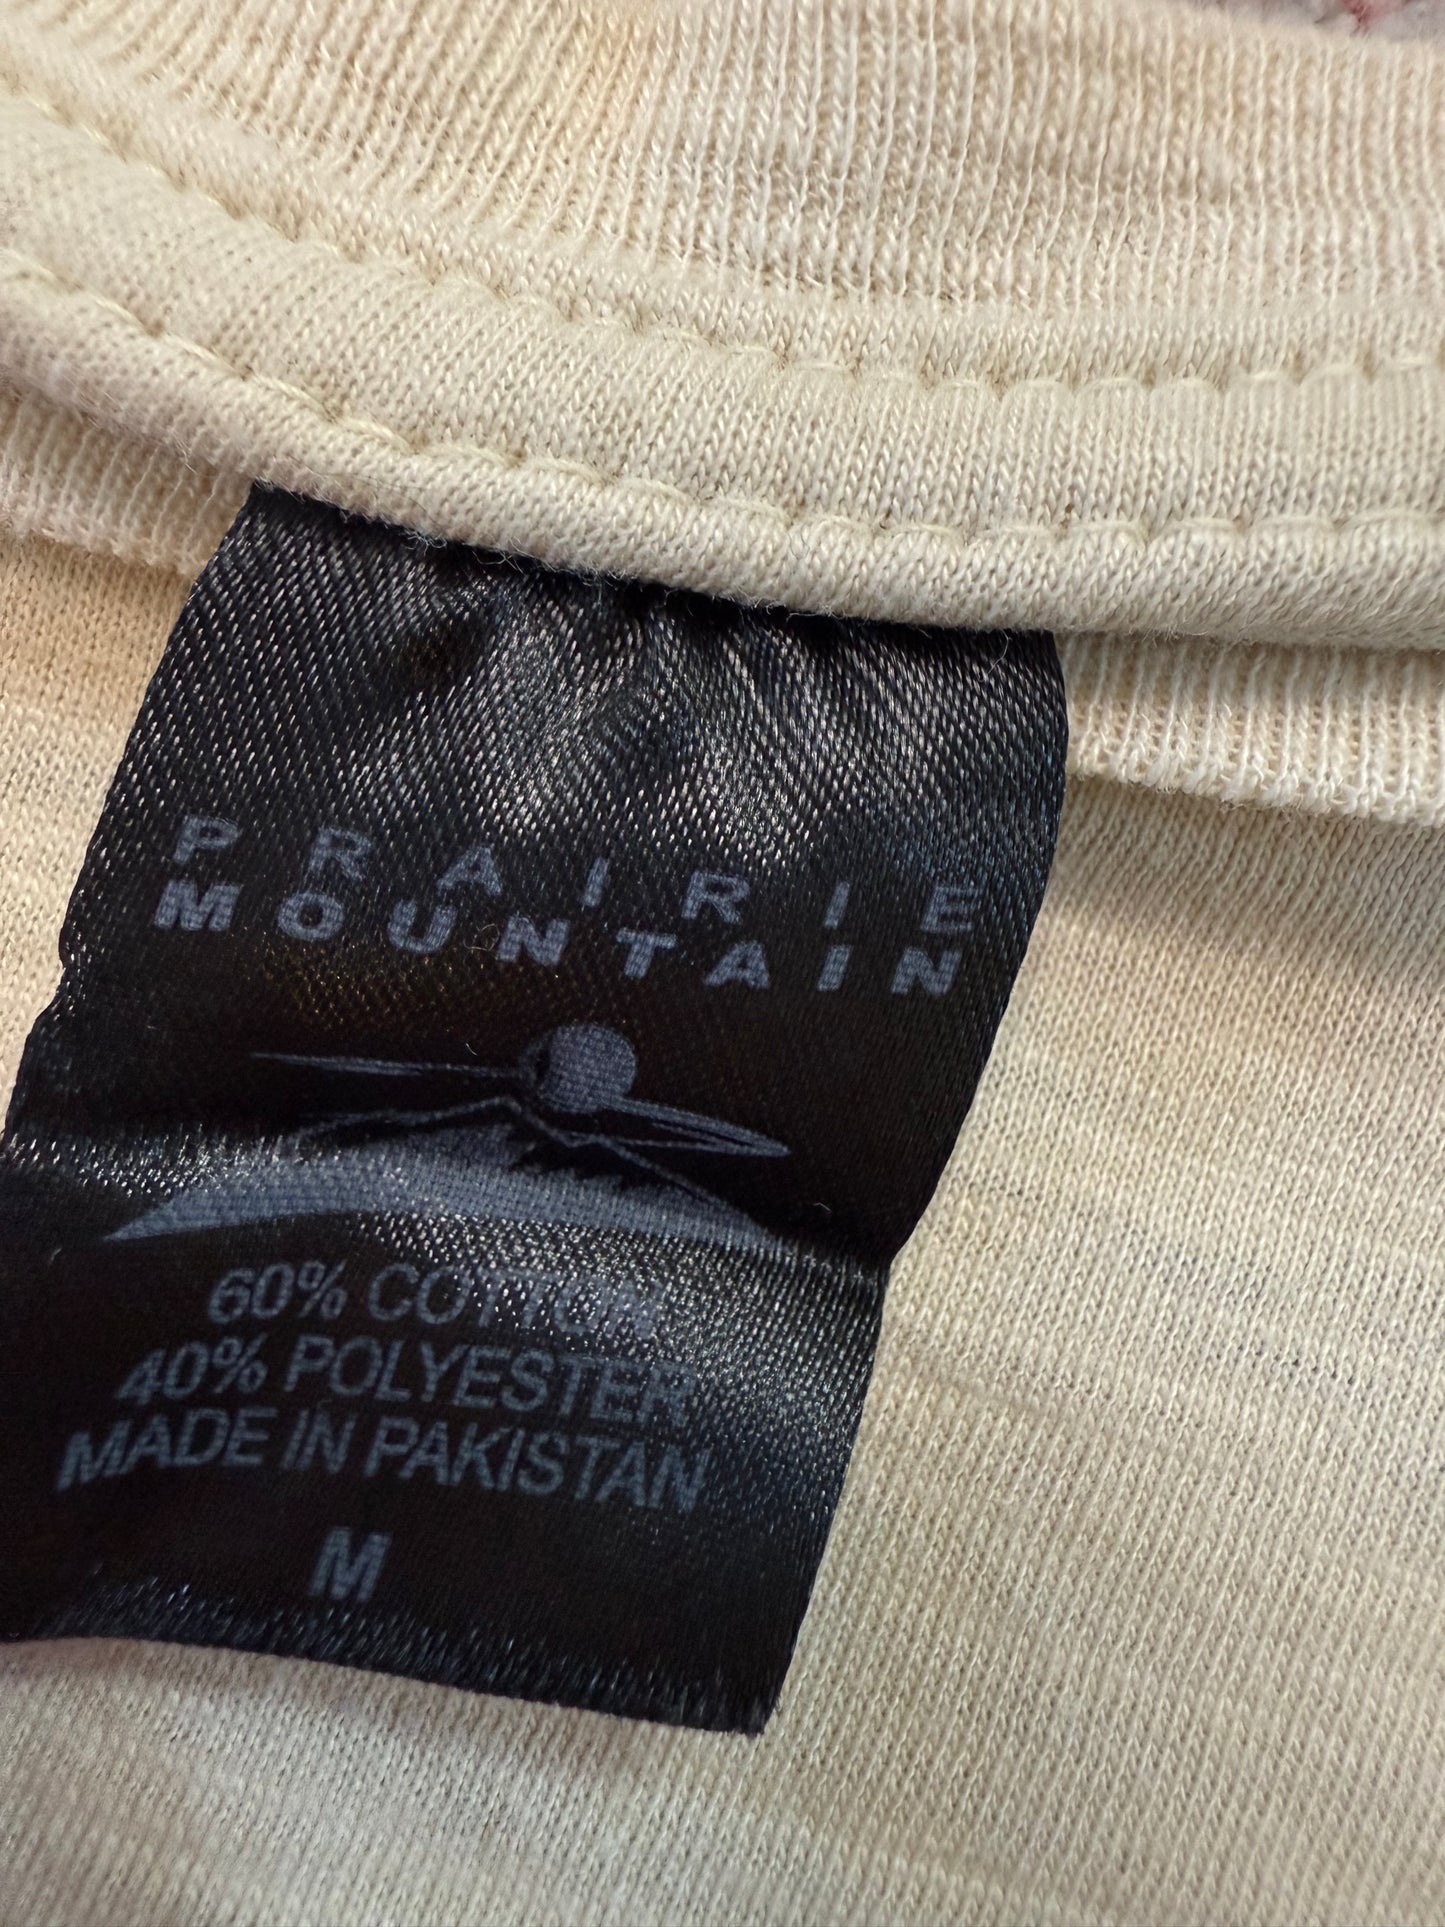 PRAIRIE
MOUNTAIN
60% COTTON
40% POLYESTER
MADE IN PAKISTAN
M